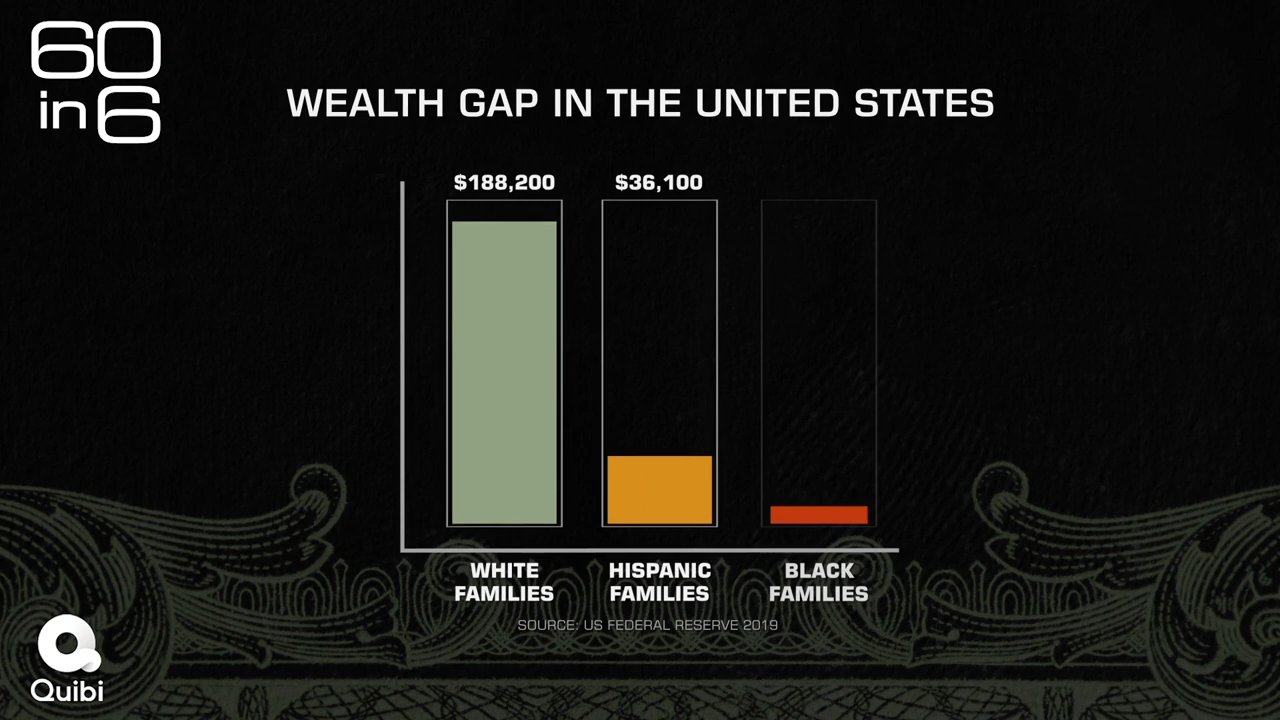 60
in 6
WEALTH GAP IN THE UNITED STATES
$188,200
$36,100
WHITE
FAMILIES
HISPANIC
FAMILIES
BLACK
FAMILIES
SOURCE: US FEDERAL RESERVE 2019
Quibi